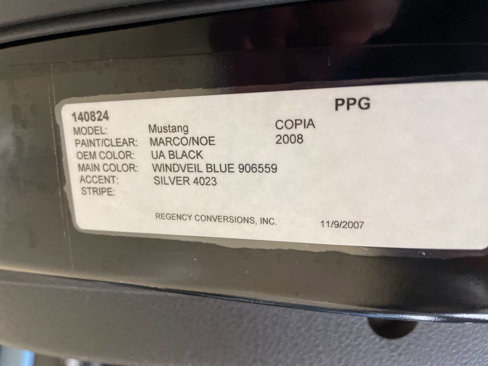 PPG
140824
MODEL: Mustang COPIA
PAINT/CLEAR: MARCO/NOE 2008
OEM COLOR: UA BLACK
MAIN COLOR: WINDVEIL BLUE 906559
ACCENT: SILVER 4023
STRIPE:
REGENCY CONVERSIONS, INC. 11/9/2007